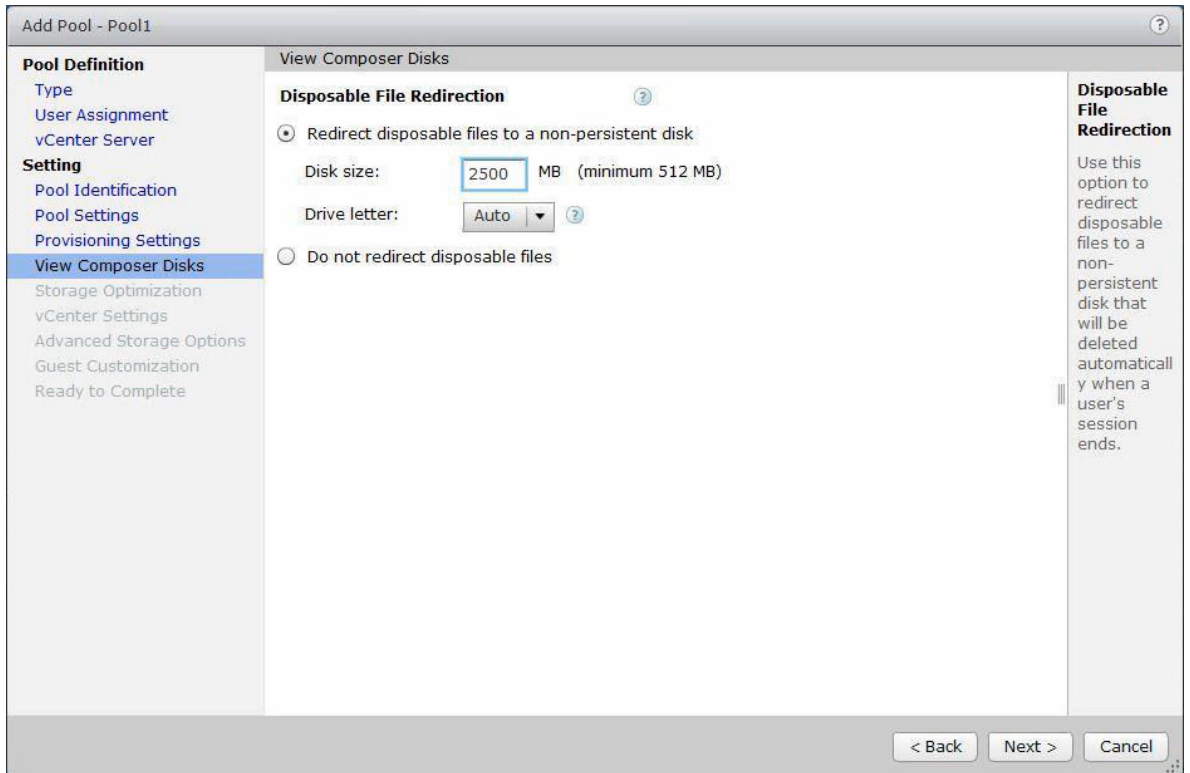 Add Pool - Pool1
?
Pool Definition
Type
User Assignment
vCenter Server
Setting
Pool Identification
Pool Settings
Provisioning Settings
View Composer Disks
Storage Optimization
vCenter Settings
Advanced Storage Options
Guest Customization
Ready to Complete
View Composer Disks
Disposable File Redirection ?
Redirect disposable files to a non-persistent disk
Disk size: 2500 MB (minimum 512 MB)
Drive letter: Auto ?
Do not redirect disposable files
Disposable
File
Redirection
Use this
option to
redirect
disposable
files to a
non-
persistent
disk that
will be
deleted
automaticall
y when a
user's
session
ends.
< Back Next > Cancel